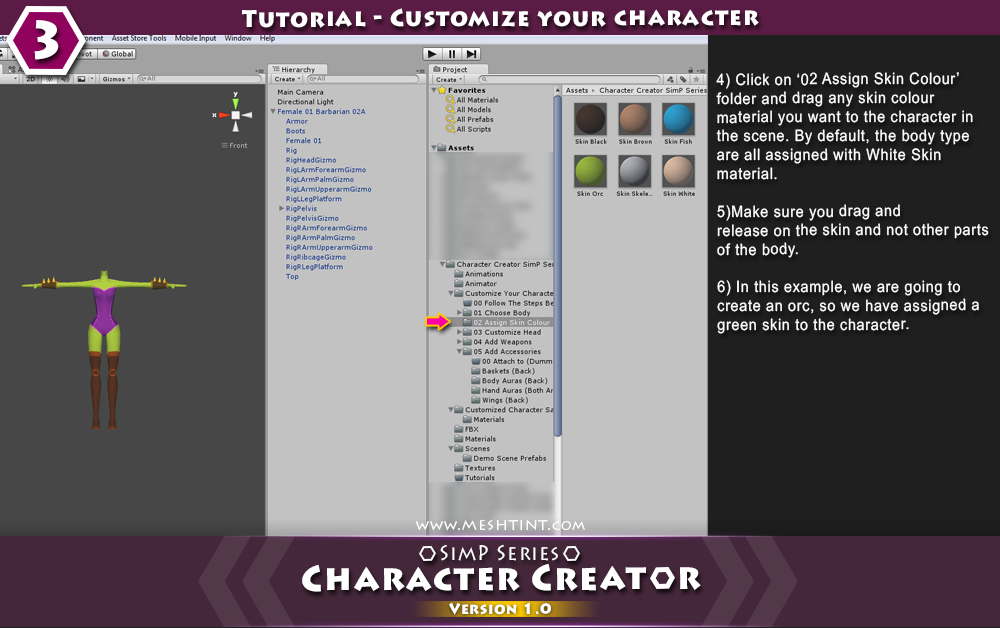 Tutorial - Customize your character
3
Component Asset Store Tools Mobile Input Window Help
Global
Hierarchy
Project
2D
Gizmos
All
Create
All
Create
y
x
Front
Main Camera
Directional Light
Female 01 Barbarian 02A
Armor
Boots
Female 01
Rig
RigHeadGizmo
RigLArmForearmGizmo
RigLArmPalmGizmo
RigLArmUpperarmGizmo
RigLLegPlatform
RigPelvis
RigPelvisGizmo
RigRArmForearmGizmo
RigRArmPalmGizmo
RigRArmUpperarmGizmo
RigRibcageGizmo
RigRLegPlatform
Top
Favorites
All Materials
All Models
All Prefabs
All Scripts
Assets
Character Creator SimP Ser
Animations
Animator
Customize Your Characte
00 Follow The Steps Be
01 Choose Body
02 Assign Skin Colour
03 Customize Head
04 Add Weapons
05 Add Accessories
00 Attach to (Dumm
Baskets (Back)
Body Auras (Back)
Hand Auras (Both Ar
Wings (Back)
Customized Character Sa
Materials
FBX
Materials
Scenes
Demo Scene Prefabs
Textures
Tutorials
Assets Character Creator SimP Series
Skin Black Skin Brown Skin Fish
Skin Orc Skin Skele... Skin White
4) Click on ‘02 Assign Skin Colour’
folder and drag any skin colour
material you want to the character in
the scene. By default, the body type
are all assigned with White Skin
material.
5)Make sure you drag and
release on the skin and not other parts
of the body.
6) In this example, we are going to
create an orc, so we have assigned a
green skin to the character.
www.meshtint.com
SimP Series
Character Creator
Version 1.0